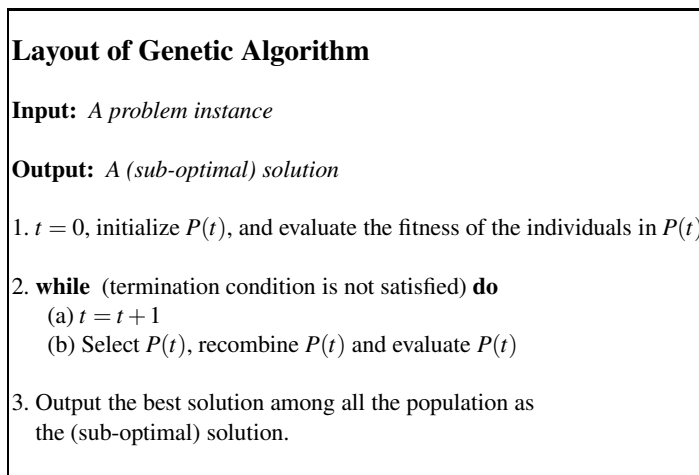 Layout of Genetic Algorithm
Input: A problem instance
Output: A (sub-optimal) solution
1. t = 0, initialize P(t), and evaluate the fitness of the individuals in P(t)
2. while (termination condition is not satisfied) do
(a) t = t + 1
(b) Select P(t), recombine P(t) and evaluate P(t)
3. Output the best solution among all the population as
the (sub-optimal) solution.